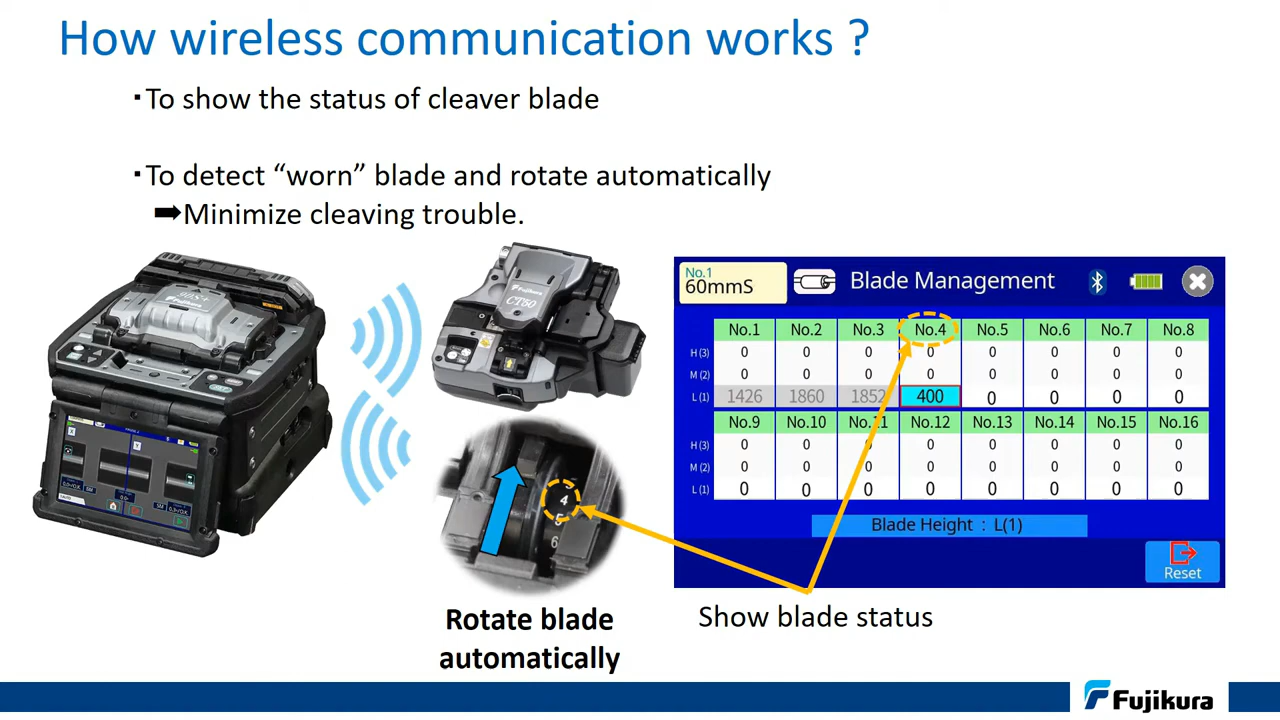 How wireless communication works ?
▪To show the status of cleaver blade
▪To detect “worn” blade and rotate automatically
➡Minimize cleaving trouble.
90S+
Fujikura
CT50
X
Y
SM
SM
4
5
6
Rotate blade
automatically
No.1
60mmS
Blade Management
No.1 No.2 No.3 No.4 No.5 No.6 No.7 No.8
H (3) 0 0 0 0 0 0 0 0
M (2) 0 0 0 0 0 0 0 0
L (1) 1426 1860 1852 400 0 0 0 0
No.9 No.10 No.11 No.12 No.13 No.14 No.15 No.16
H (3) 0 0 0 0 0 0 0 0
M (2) 0 0 0 0 0 0 0 0
L (1) 0 0 0 0 0 0 0 0
Blade Height : L(1)
Reset
Show blade status
Fujikura